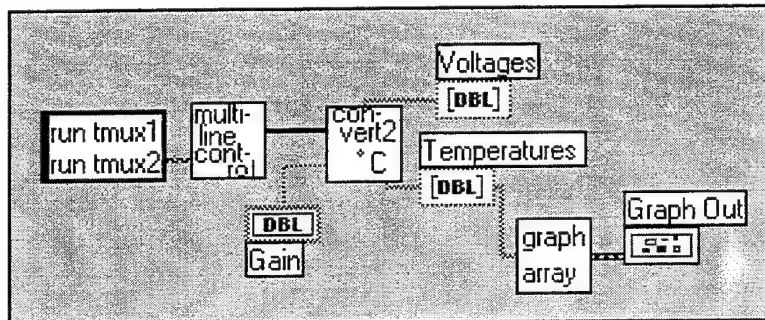 Voltages
[DBL]
run tmux1
run tmux2
multi-
line
cont-
rol
con-
vert2
°C
Temperatures
[DBL]
DBL
Gain
graph
array
Graph Out